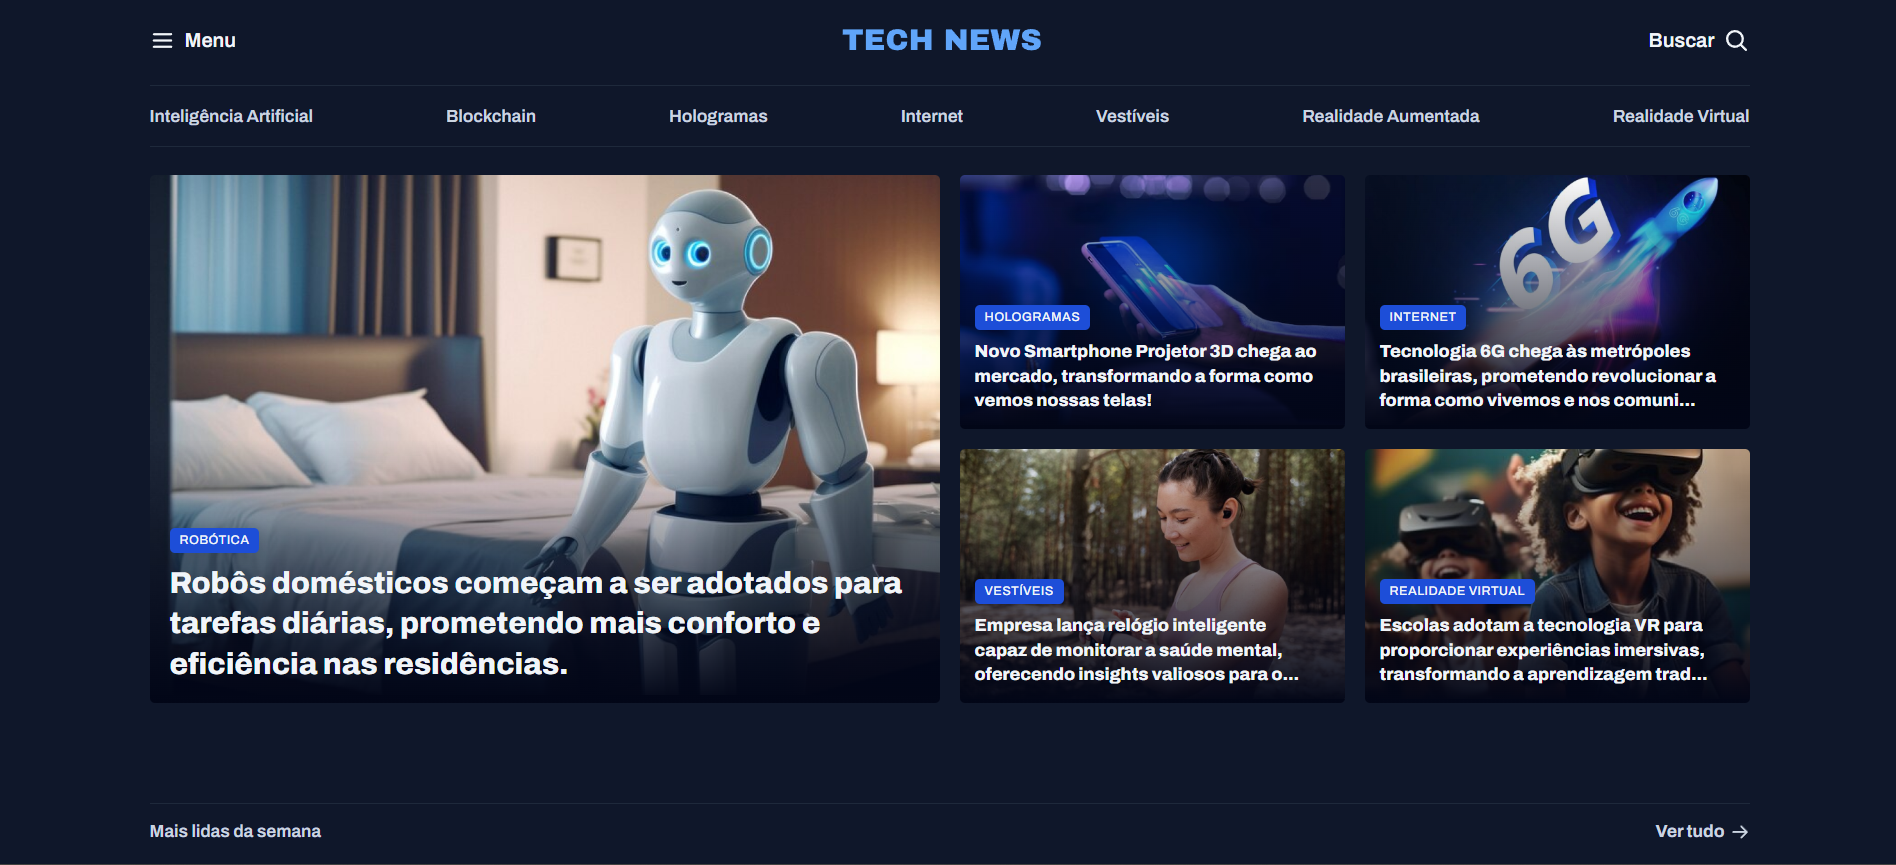 Menu
TECH NEWS
Buscar
Inteligência Artificial
Blockchain
Hologramas
Internet
Vestíveis
Realidade Aumentada
Realidade Virtual
ROBÓTICA
Robôs domésticos começam a ser adotados para
tarefas diárias, prometendo mais conforto e
eficiência nas residências.
HOLOGRAMAS
Novo Smartphone Projetor 3D chega ao
mercado, transformando a forma como
vemos nossas telas!
6G
INTERNET
Tecnologia 6G chega às metrópoles
brasileiras, prometendo revolucionar a
forma como vivemos e nos comuni...
VESTÍVEIS
Empresa lança relógio inteligente
capaz de monitorar a saúde mental,
oferecendo insights valiosos para o...
REALIDADE VIRTUAL
Escolas adotam a tecnologia VR para
proporcionar experiências imersivas,
transformando a aprendizagem trad...
Mais lidas da semana
Ver tudo →